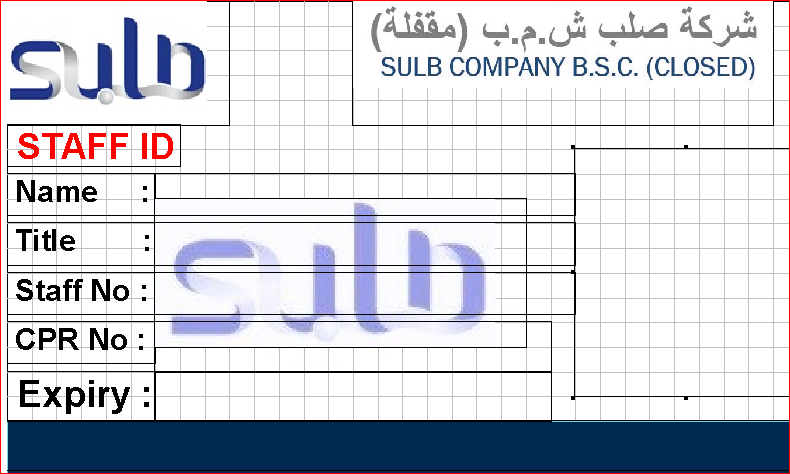 sulb
شركة صلب ش.م.ب (مقفلة)
SULB COMPANY B.S.C. (CLOSED)
STAFF ID
Name :
Title :
Staff No :
CPR No :
Expiry :
sulb